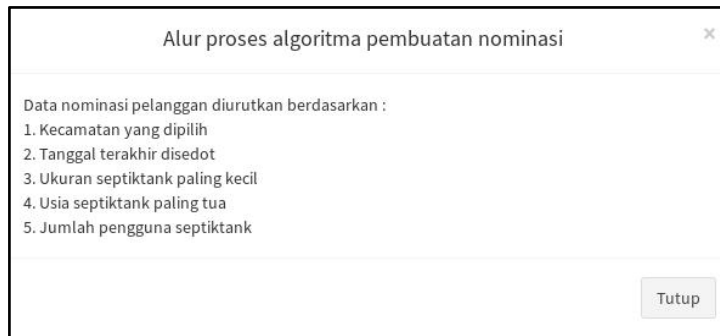 Alur proses algoritma pembuatan nominasi
×
Data nominasi pelanggan diurutkan berdasarkan :
1. Kecamatan yang dipilih
2. Tanggal terakhir disedot
3. Ukuran septiktank paling kecil
4. Usia septiktank paling tua
5. Jumlah pengguna septiktank
Tutup